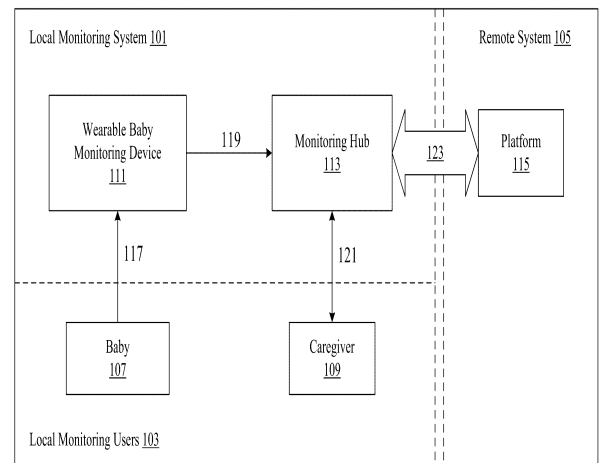 Local Monitoring System 101
Remote System 105
Wearable Baby
Monitoring Device
111
119
Monitoring Hub
113
123
Platform
115
117
121
Baby
107
Caregiver
109
Local Monitoring Users 103